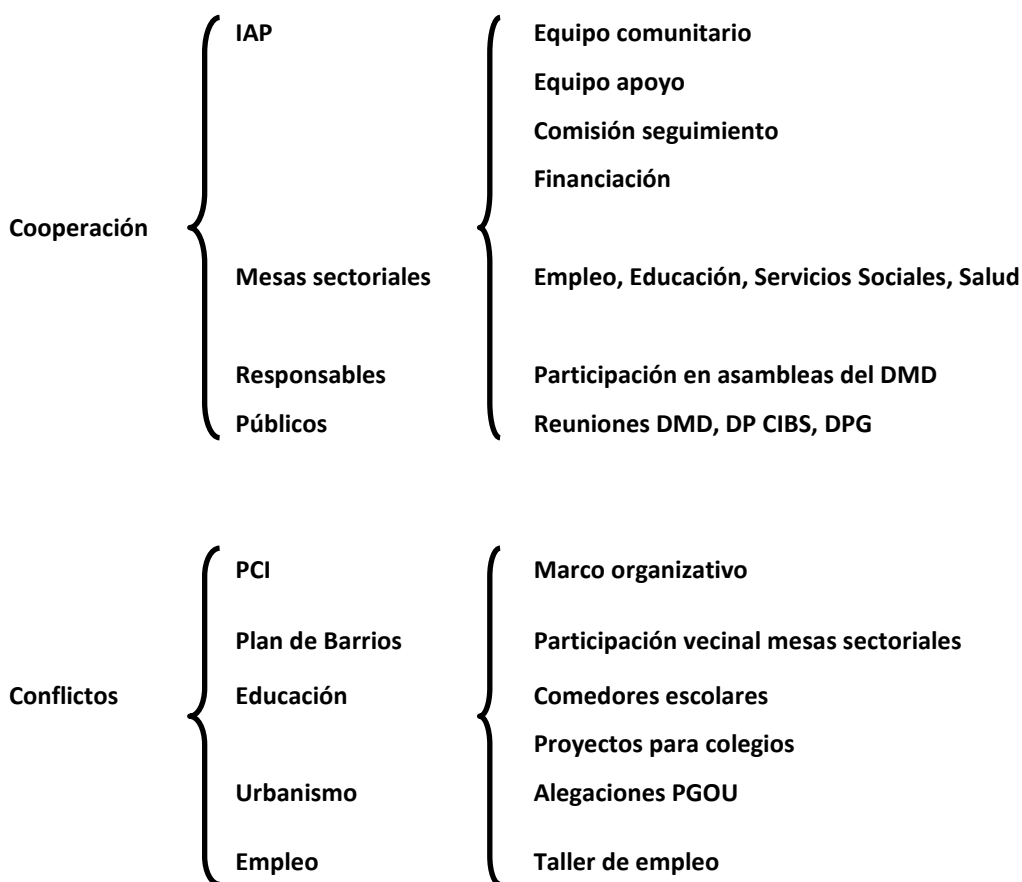 IAP Equipo comunitario
Equipo apoyo
Comisión seguimiento
Financiación
Cooperación
Mesas sectoriales Empleo, Educación, Servicios Sociales, Salud
Responsables Participación en asambleas del DMD
Públicos Reuniones DMD, DP CIBS, DPG
PCI Marco organizativo
Plan de Barrios Participación vecinal mesas sectoriales
Conflictos Educación Comedores escolares
Proyectos para colegios
Urbanismo Alegaciones PGOU
Empleo Taller de empleo